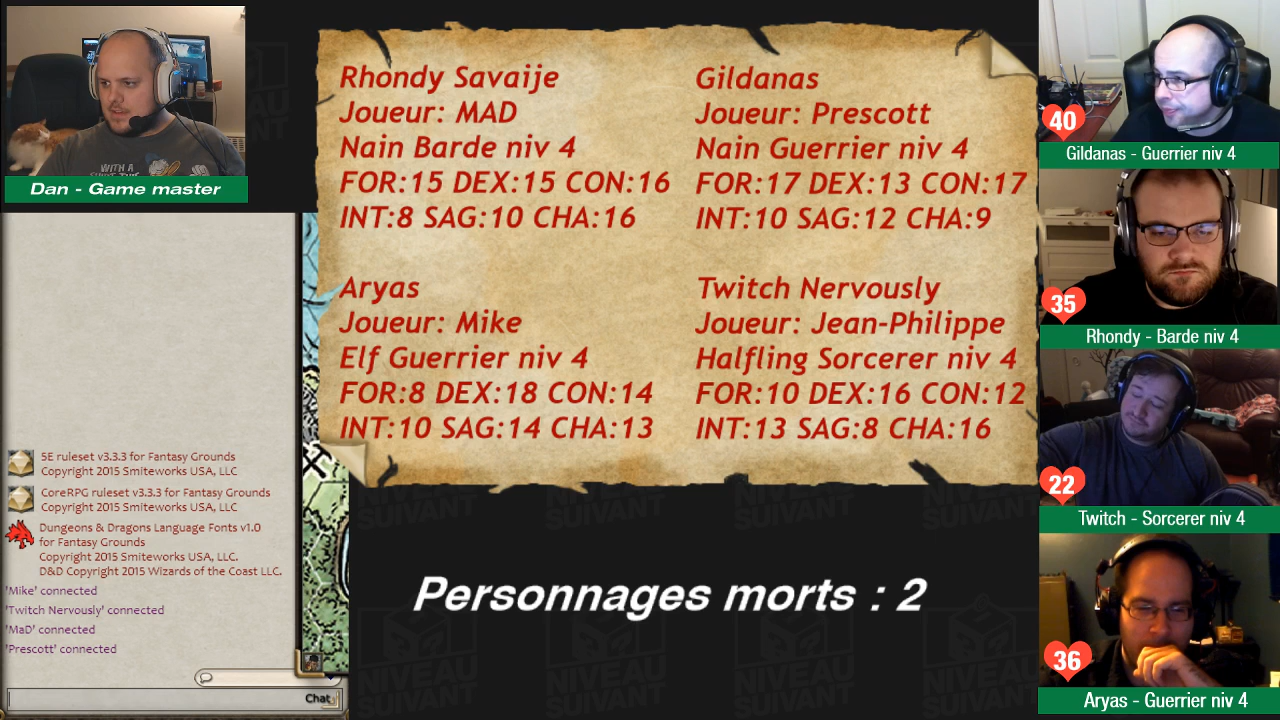 Dan - Game master
WITH A
Rhondy Savaije
Joueur: MAD
Nain Barde niv 4
FOR:15 DEX:15 CON:16
INT:8 SAG:10 CHA:16
Gildanas
Joueur: Prescott
Nain Guerrier niv 4
FOR:17 DEX:13 CON:17
INT:10 SAG:12 CHA:9
Aryas
Joueur: Mike
Elf Guerrier niv 4
FOR:8 DEX:18 CON:14
INT:10 SAG:14 CHA:13
Twitch Nervously
Joueur: Jean-Philippe
Halfling Sorcerer niv 4
FOR:10 DEX:16 CON:12
INT:13 SAG:8 CHA:16
Personnages morts : 2
40
Gildanas - Guerrier niv 4
35
Rhondy - Barde niv 4
22
Twitch - Sorcerer niv 4
36
Aryas - Guerrier niv 4
5E ruleset v3.3.3 for Fantasy Grounds
Copyright 2015 Smiteworks USA, LLC
CoreRPG ruleset v3.3.3 for Fantasy Grounds
Copyright 2015 Smiteworks USA, LLC
Dungeons & Dragons Language Fonts v1.0
for Fantasy Grounds
Copyright 2015 Smiteworks USA, LLC.
D&D Copyright 2015 Wizards of the Coast LLC.
'Mike' connected
'Twitch Nervously' connected
'MaD' connected
'Prescott' connected
Chat
NIVEAU
SUIVANT